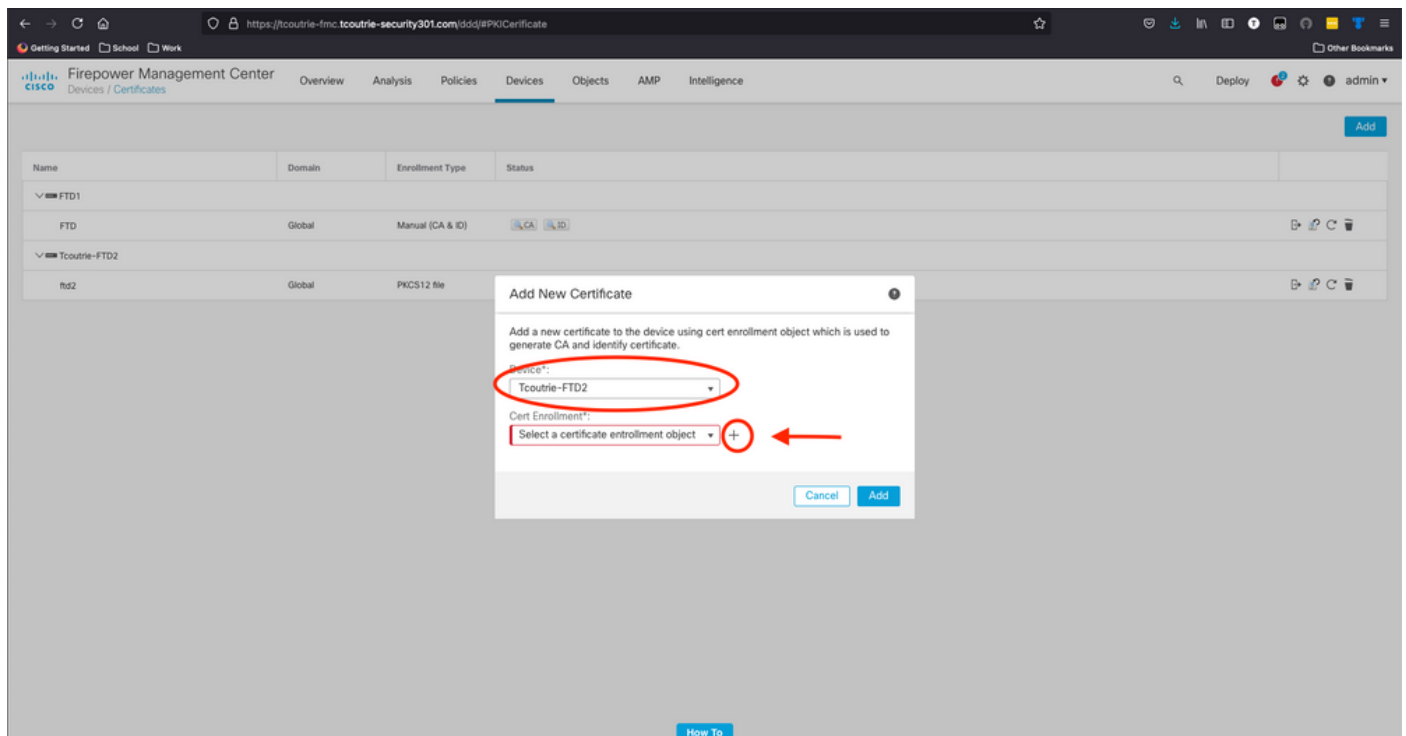 https://tcoutrie-fmc.tcoutrie-security301.com/ddd/#PKICerificate
Getting Started School Work Other Bookmarks
CISCO Firepower Management Center Overview Analysis Policies Devices Objects AMP Intelligence Deploy admin
Devices / Certificates
Add
Name Domain Enrollment Type Status
FTD1
FTD Global Manual (CA & ID) CA ID
Tcoutrie-FTD2
ftd2 Global PKCS12 file
Add New Certificate
Add a new certificate to the device using cert enrollment object which is used to
generate CA and identify certificate.
Device*:
Tcoutrie-FTD2
Cert Enrollment*:
Select a certificate entrollment object
Cancel Add
How To